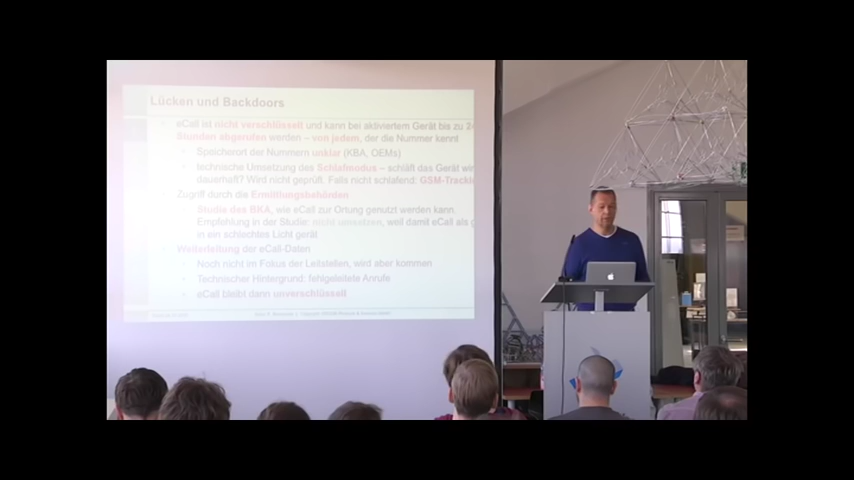 Lücken und Backdoors
eCall ist nicht verschlüsselt und kann bei aktiviertem Gerät bis zu
Stunden abgerufen werden – von jedem, der die Nummer kennt
Speicherort der Nummern unklar (KBA, OEMs)
technische Umsetzung des Schlafmodus – schläft das Gerät
dauerhaft? Wird nicht geprüft. Falls nicht schlafend: GSM-Tracki
Zugriff durch die Ermittlungsbehörden
Studie des BKA, wie eCall zur Ortung genutzt werden kann.
Empfehlung in der Studie: nicht einsetzen, weil damit eCall als
in ein schlechtes Licht gerät
Weiterleitung der eCall-Daten
Noch nicht im Fokus der Leitstellen, wird aber kommen
Technischer Hintergrund: fehlgeleitete Anrufe
eCall bleibt dann unverschlüsselt